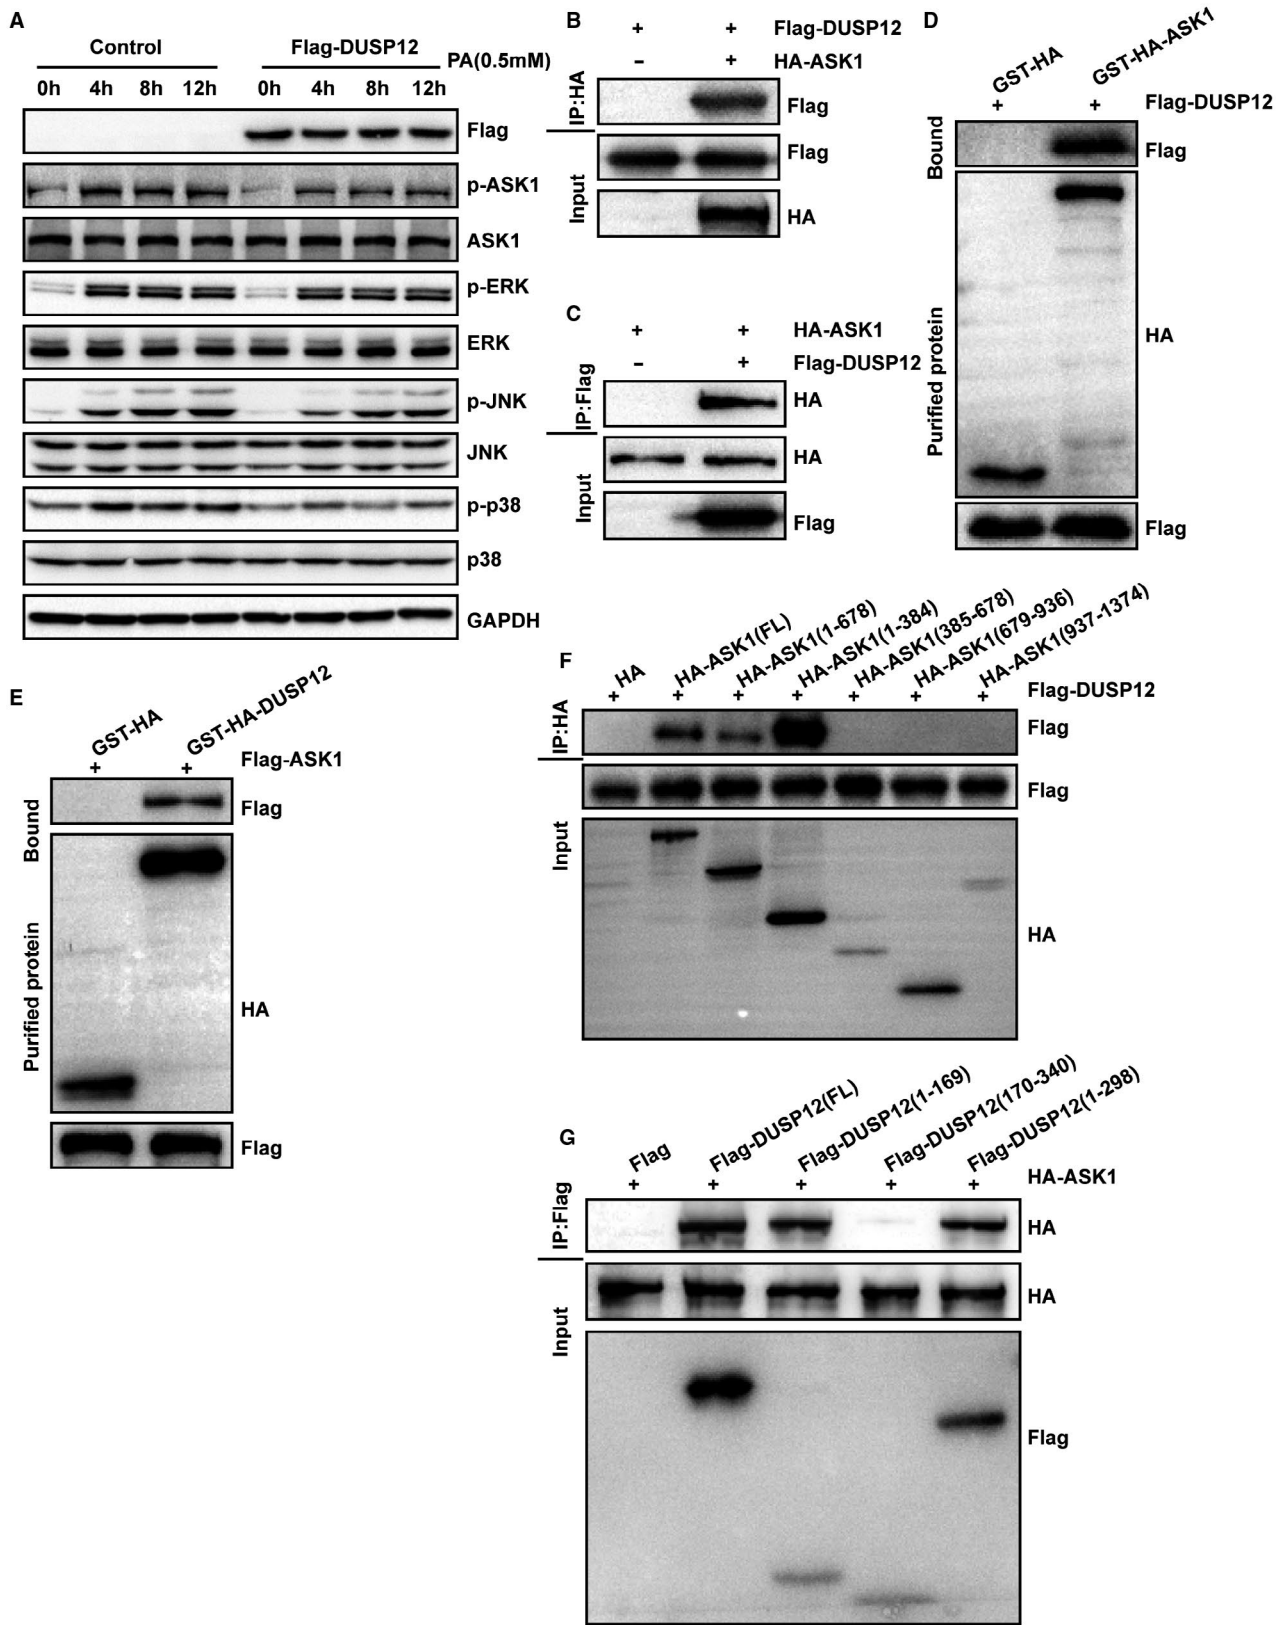 A
Control Flag-DUSP12
PA(0.5mM)
0h 4h 8h 12h 0h 4h 8h 12h
Flag
p-ASK1
ASK1
p-ERK
ERK
p-JNK
JNK
p-p38
p38
GAPDH
B
+ + Flag-DUSP12
– + HA-ASK1
IP:HA
Flag
Input
Flag
HA
C
+ + HA-ASK1
– + Flag-DUSP12
IP:Flag
HA
Input
HA
Flag
D
GST-HA GST-HA-ASK1
+ + Flag-DUSP12
Bound
Flag
Purified protein
HA
Flag
E
GST-HA GST-HA-DUSP12
+ + Flag-ASK1
Bound
Flag
Purified protein
HA
Flag
F
HA HA-ASK1(FL) HA-ASK1(1-678) HA-ASK1(1-384) HA-ASK1(385-678) HA-ASK1(679-936) HA-ASK1(937-1374)
+ + + + + + + Flag-DUSP12
IP:HA
Flag
Input
Flag
HA
G
Flag Flag-DUSP12(FL) Flag-DUSP12(1-169) Flag-DUSP12(170-340) Flag-DUSP12(1-298)
+ + + + + HA-ASK1
IP:Flag
HA
Input
HA
Flag